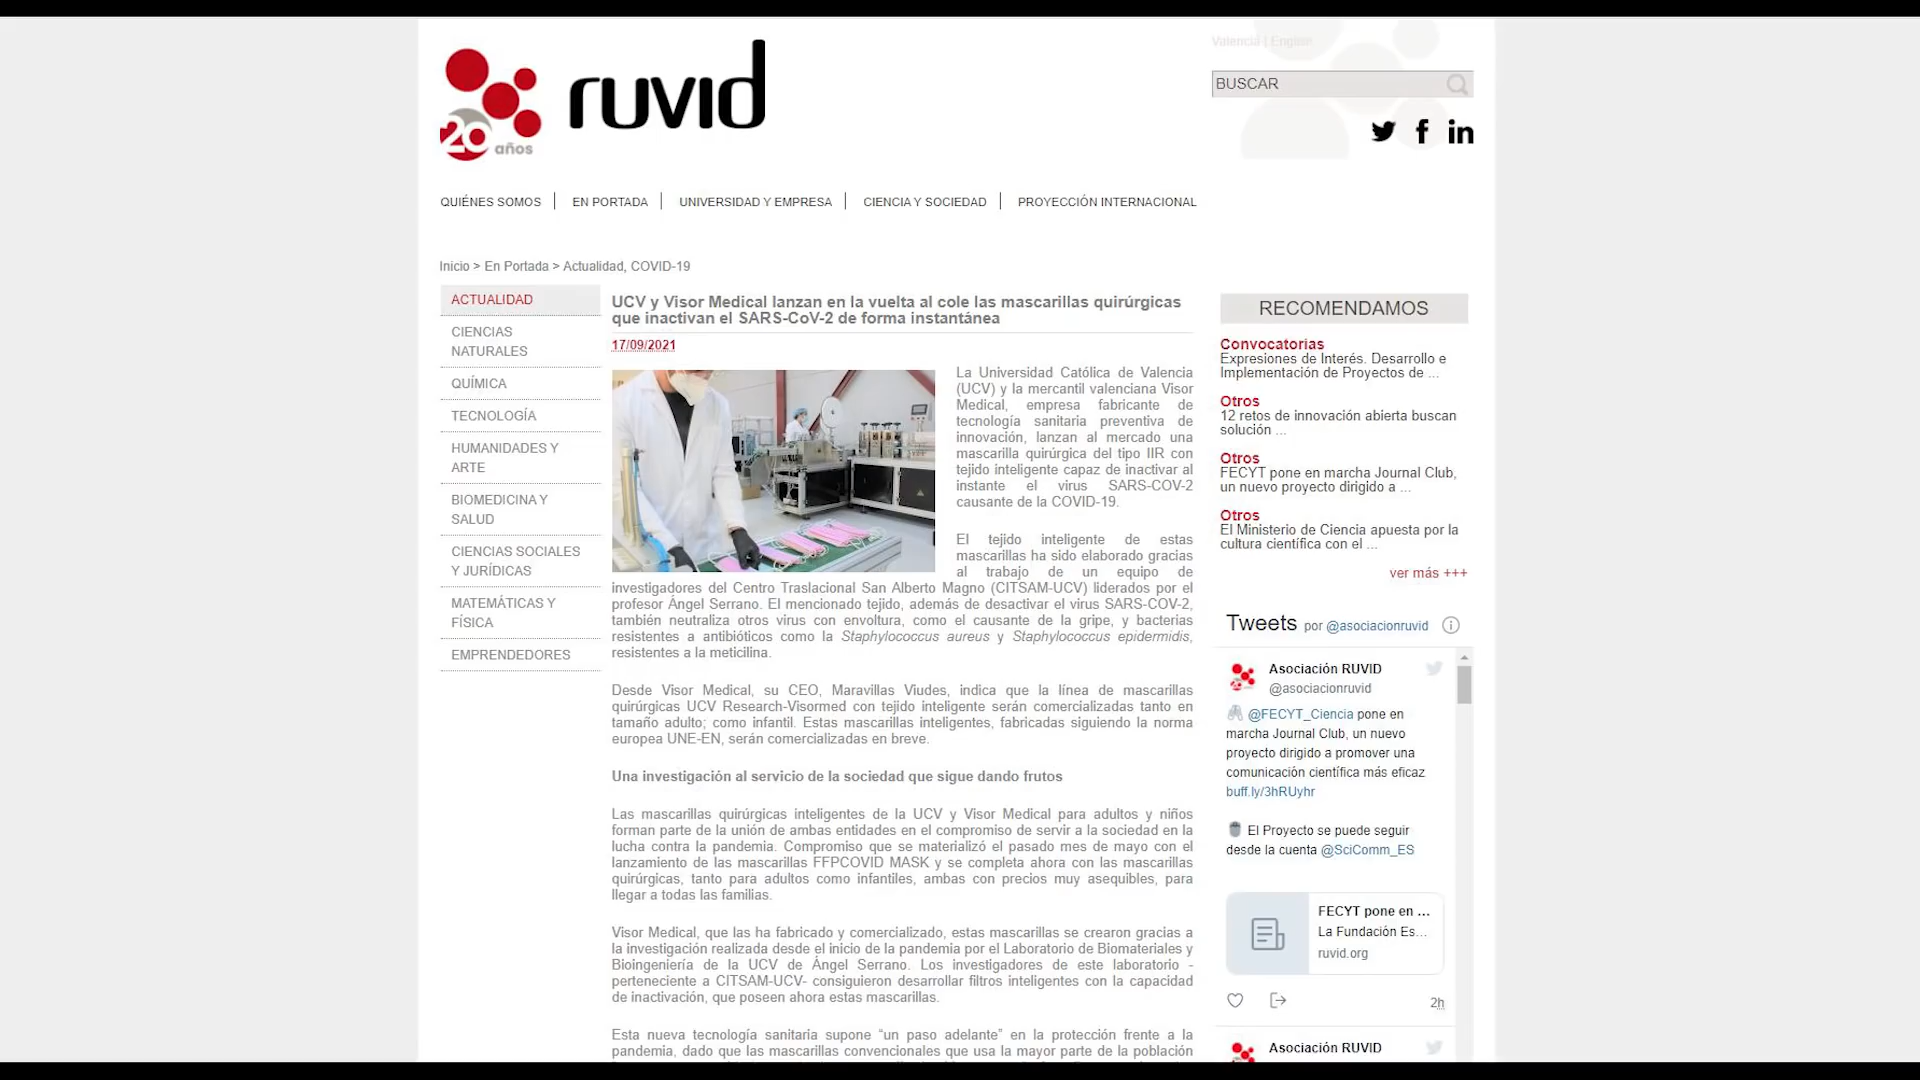 ruvid
20 años
Valencià | English
BUSCAR
QUIÉNES SOMOS
EN PORTADA
UNIVERSIDAD Y EMPRESA
CIENCIA Y SOCIEDAD
PROYECCIÓN INTERNACIONAL
Inicio > En Portada > Actualidad, COVID-19
ACTUALIDAD
CIENCIAS
NATURALES
QUÍMICA
TECNOLOGÍA
HUMANIDADES Y
ARTE
BIOMEDICINA Y
SALUD
CIENCIAS SOCIALES
Y JURÍDICAS
MATEMÁTICAS Y
FÍSICA
EMPRENDEDORES
UCV y Visor Medical lanzan en la vuelta al cole las mascarillas quirúrgicas
que inactivan el SARS-CoV-2 de forma instantánea
17/09/2021
La Universidad Católica de Valencia
(UCV) y la mercantil valenciana Visor
Medical, empresa fabricante de
tecnología sanitaria preventiva de
innovación, lanzan al mercado una
mascarilla quirúrgica del tipo IIR con
tejido inteligente capaz de inactivar al
instante el virus SARS-COV-2
causante de la COVID-19.
El tejido inteligente de estas
mascarillas ha sido elaborado gracias
al trabajo de un equipo de
investigadores del Centro Traslacional San Alberto Magno (CITSAM-UCV) liderados por el
profesor Ángel Serrano. El mencionado tejido, además de desactivar el virus SARS-COV-2,
también neutraliza otros virus con envoltura, como el causante de la gripe, y bacterias
resistentes a antibióticos como la Staphylococcus aureus y Staphylococcus epidermidis,
resistentes a la meticilina.
Desde Visor Medical, su CEO, Maravillas Viudes, indica que la línea de mascarillas
quirúrgicas UCV Research-Visormed con tejido inteligente serán comercializadas tanto en
tamaño adulto; como infantil. Estas mascarillas inteligentes, fabricadas siguiendo la norma
europea UNE-EN, serán comercializadas en breve.
Una investigación al servicio de la sociedad que sigue dando frutos
Las mascarillas quirúrgicas inteligentes de la UCV y Visor Medical para adultos y niños
forman parte de la unión de ambas entidades en el compromiso de servir a la sociedad en la
lucha contra la pandemia. Compromiso que se materializó el pasado mes de mayo con el
lanzamiento de las mascarillas FFPCOVID MASK y se completa ahora con las mascarillas
quirúrgicas, tanto para adultos como infantiles, ambas con precios muy asequibles, para
llegar a todas las familias.
Visor Medical, que las ha fabricado y comercializado, estas mascarillas se crearon gracias a
la investigación realizada desde el inicio de la pandemia por el Laboratorio de Biomateriales y
Bioingeniería de la UCV de Ángel Serrano. Los investigadores de este laboratorio -
perteneciente a CITSAM-UCV- consiguieron desarrollar filtros inteligentes con la capacidad
de inactivación, que poseen ahora estas mascarillas.
Esta nueva tecnología sanitaria supone “un paso adelante” en la protección frente a la
pandemia, dado que las mascarillas convencionales que usa la mayor parte de la población
RECOMENDAMOS
Convocatorias
Expresiones de Interés. Desarrollo e
Implementación de Proyectos de ...
Otros
12 retos de innovación abierta buscan
solución ...
Otros
FECYT pone en marcha Journal Club,
un nuevo proyecto dirigido a ...
Otros
El Ministerio de Ciencia apuesta por la
cultura científica con el ...
ver más +++
Tweets por @asociacionruvid
Asociación RUVID
@asociacionruvid
@FECYT_Ciencia pone en
marcha Journal Club, un nuevo
proyecto dirigido a promover una
comunicación científica más eficaz
buff.ly/3hRUyhr
El Proyecto se puede seguir
desde la cuenta @SciComm_ES
FECYT pone en ...
La Fundación Es...
ruvid.org
2h
Asociación RUVID